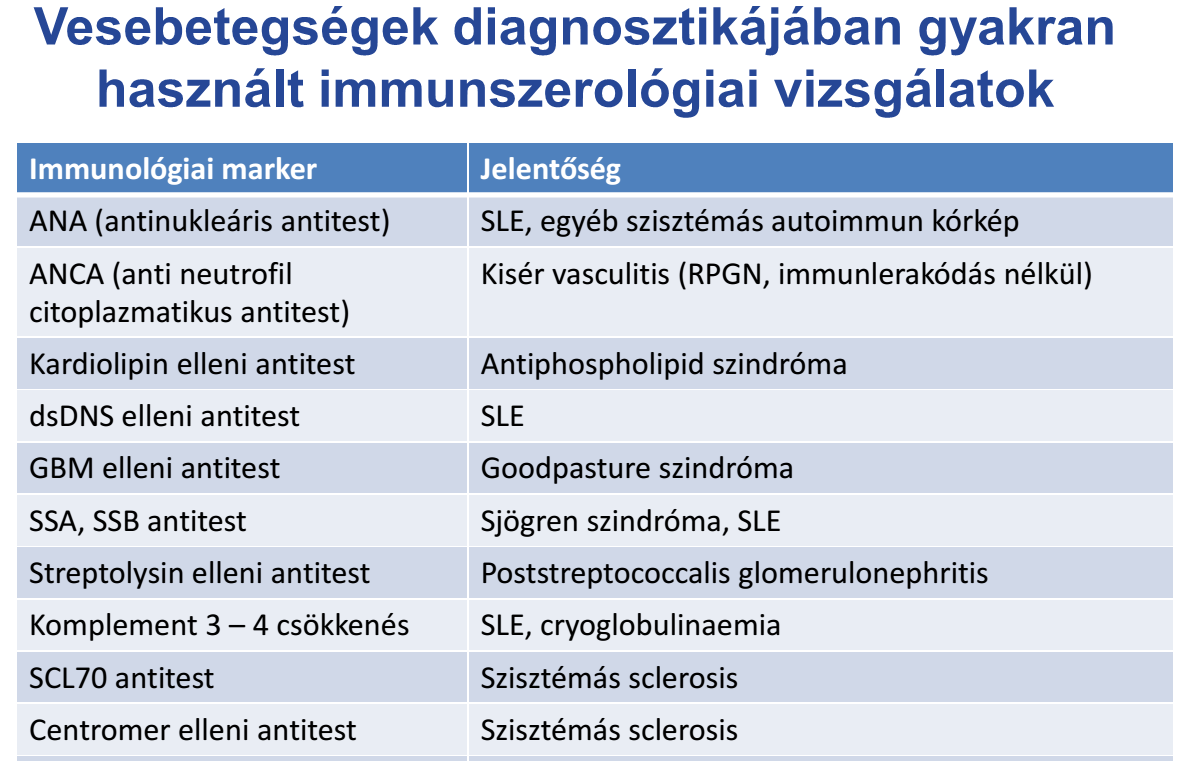 Vesebetegségek diagnosztikájában gyakran
használt immunszerológiai vizsgálatok
Immunológiai marker Jelentőség
ANA (antinukleáris antitest) SLE, egyéb szisztémás autoimmun kórkép
ANCA (anti neutrofil Kisér vasculitis (RPGN, immunlerakódás nélkül)
citoplazmatikus antitest)
Kardiolipin elleni antitest Antiphospholipid szindróma
dsDNS elleni antitest SLE
GBM elleni antitest Goodpasture szindróma
SSA, SSB antitest Sjögren szindróma, SLE
Streptolysin elleni antitest Poststreptococcalis glomerulonephritis
Komplement 3 – 4 csökkenés SLE, cryoglobulinaemia
SCL70 antitest Szisztémás sclerosis
Centromer elleni antitest Szisztémás sclerosis